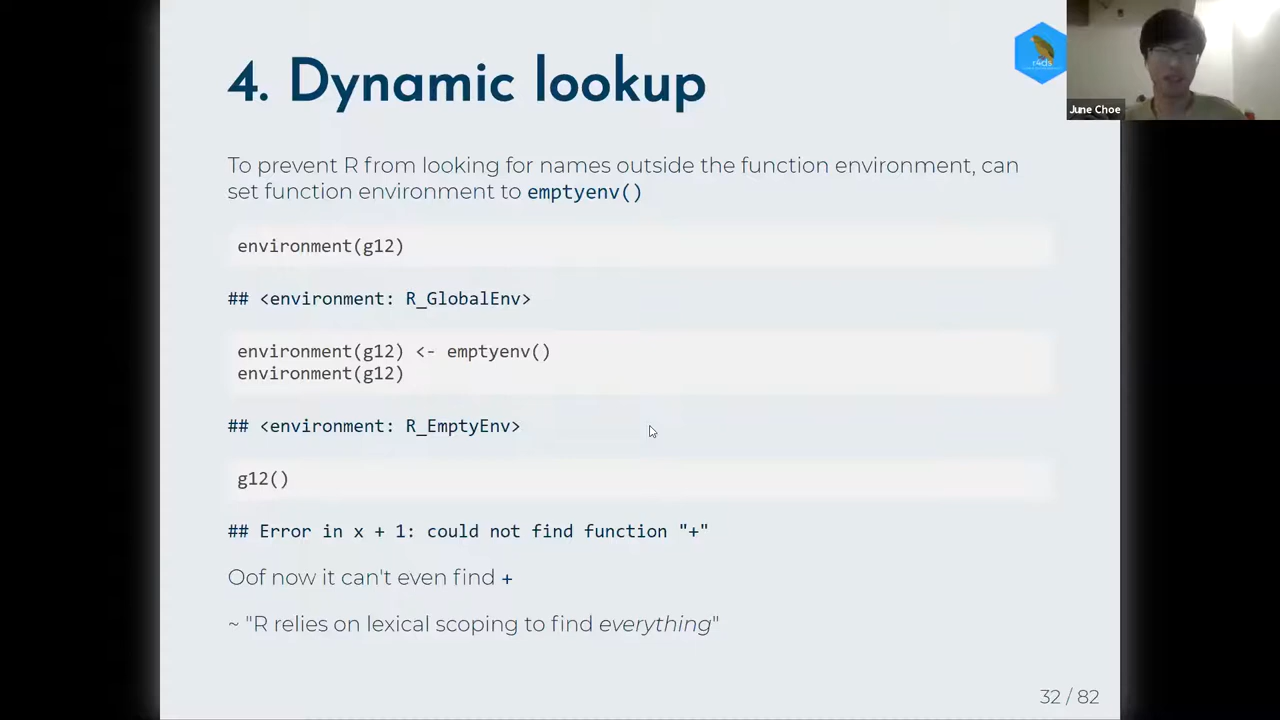 4. Dynamic lookup
r4ds
June Choe
To prevent R from looking for names outside the function environment, can
set function environment to emptyenv()
environment(g12)
## <environment: R_GlobalEnv>
environment(g12) <- emptyenv()
environment(g12)
## <environment: R_EmptyEnv>
g12()
## Error in x + 1: could not find function "+"
Oof now it can't even find +
~ "R relies on lexical scoping to find everything"
32 / 82